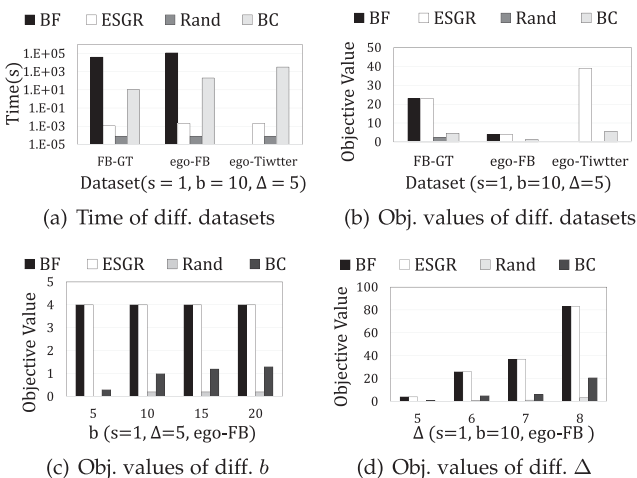 BF ESGR Rand BC
Time(s)
1.E+05
1.E+03
1.E+01
1.E-01
1.E-03
1.E-05
FB-GT ego-FB ego-Tiwtter
Dataset(s = 1, b = 10, Δ = 5)
(a) Time of diff. datasets
BF ESGR Rand BC
Objective Value
50
40
30
20
10
0
FB-GT ego-FB ego-Tiwtter
Dataset (s=1, b=10, Δ=5)
(b) Obj. values of diff. datasets
BF ESGR Rand BC
Objective Value
5
4
3
2
1
0
5 10 15 20
b (s=1, Δ=5, ego-FB)
(c) Obj. values of diff. b
BF ESGR Rand BC
Objective Value
100
80
60
40
20
0
5 6 7 8
Δ (s=1, b=10, ego-FB )
(d) Obj. values of diff. Δ